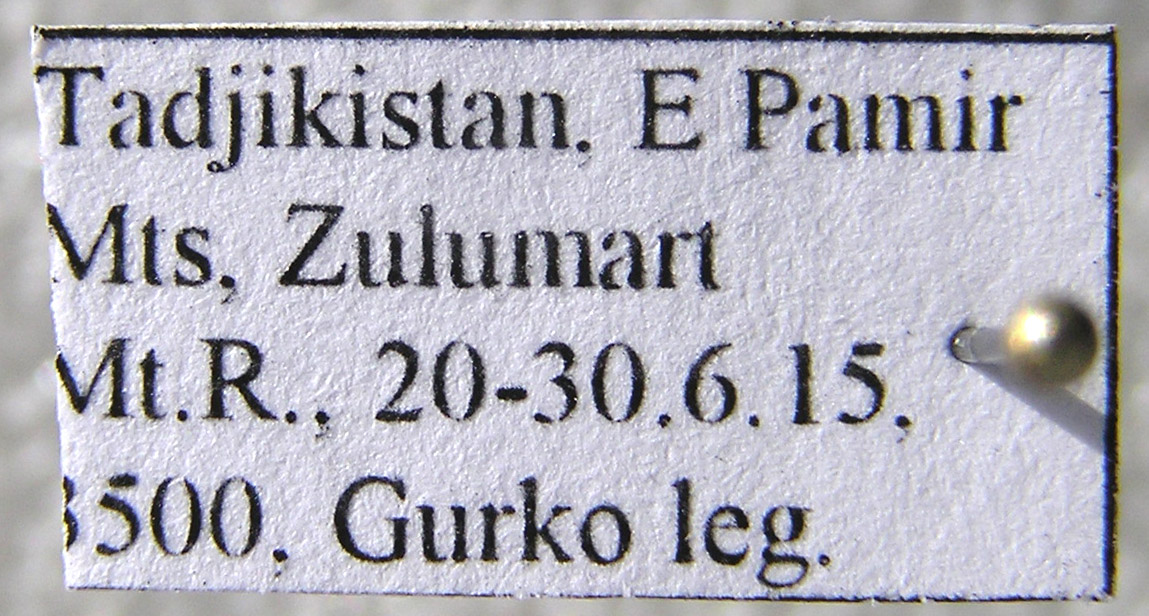 Tadjikistan, E Pamir
Mts, Zulumart
Mt.R., 20-30.6.15,
3500, Gurko leg.